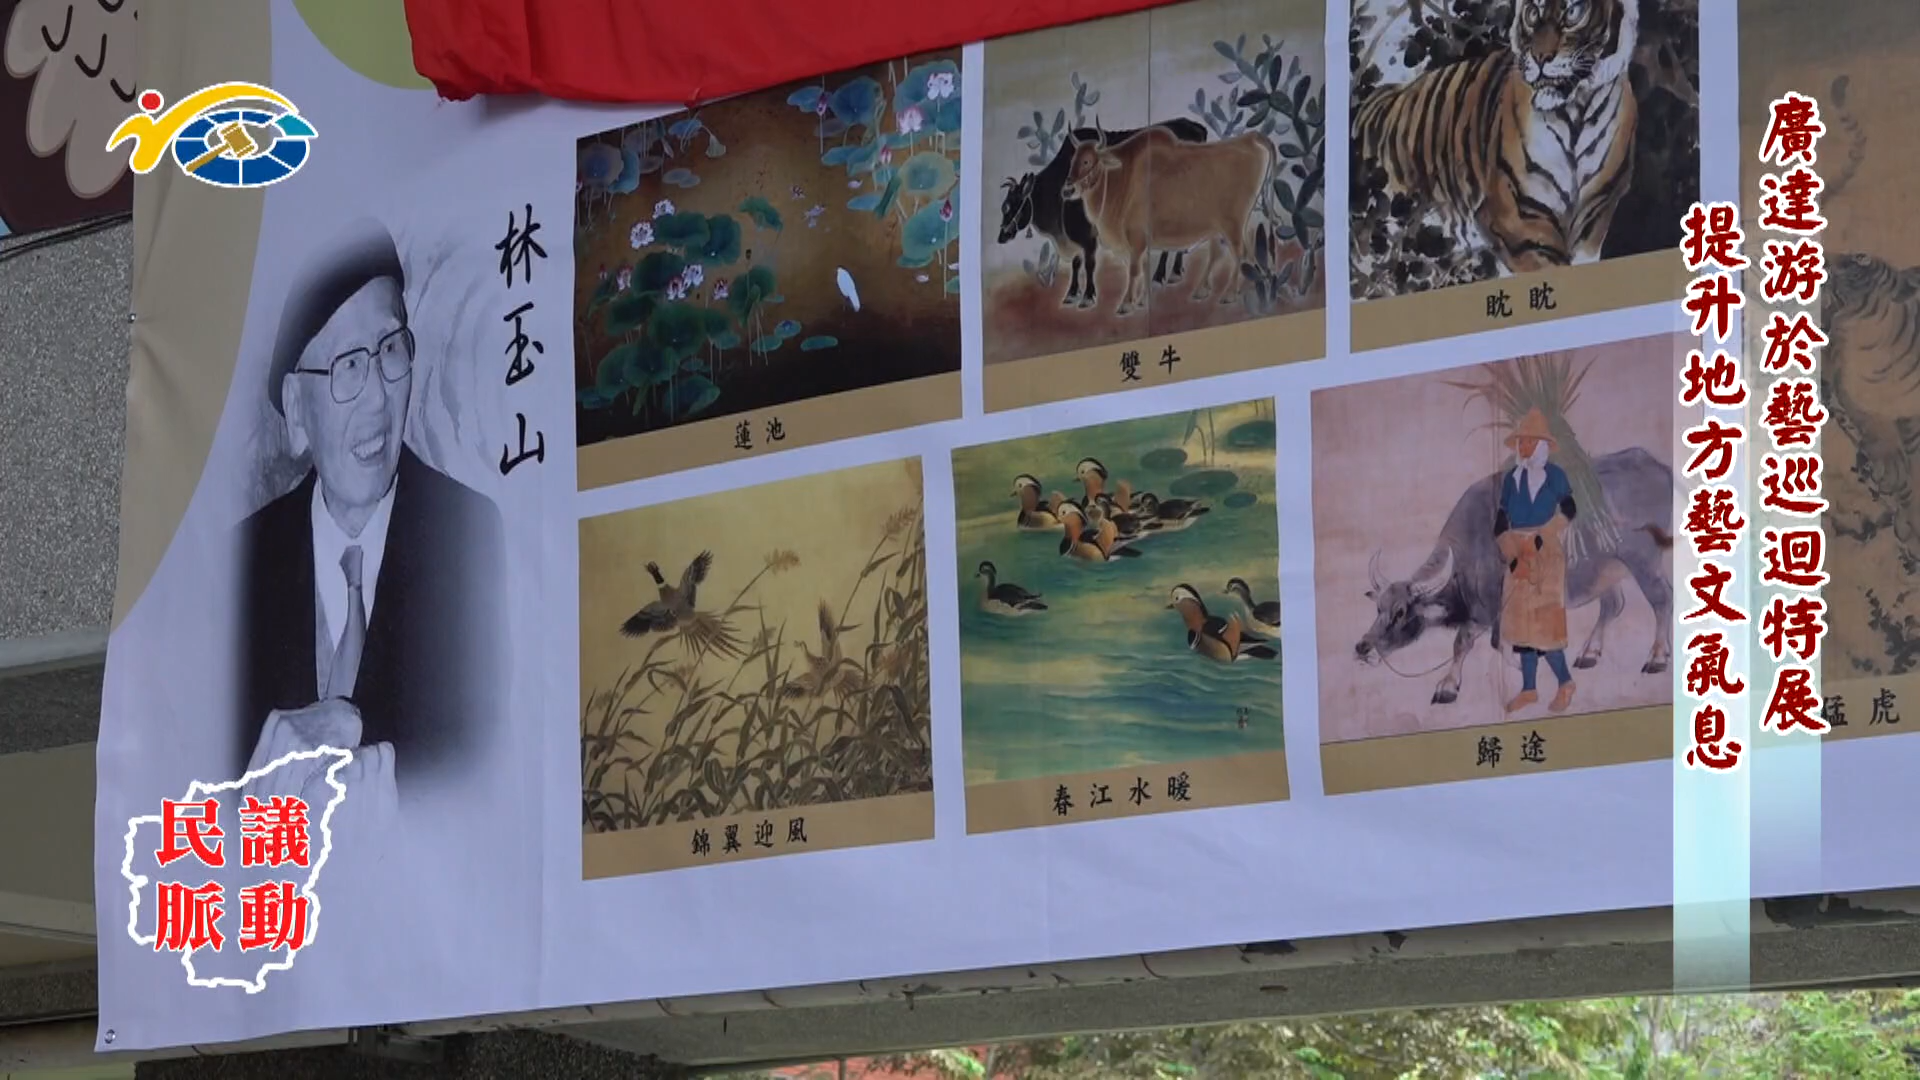 廣達游於藝巡迴特展
提升地方藝文氣息
林玉山
蓮池
雙牛
眈眈
錦翼迎風
春江水暖
歸途
猛虎
民議
脈動